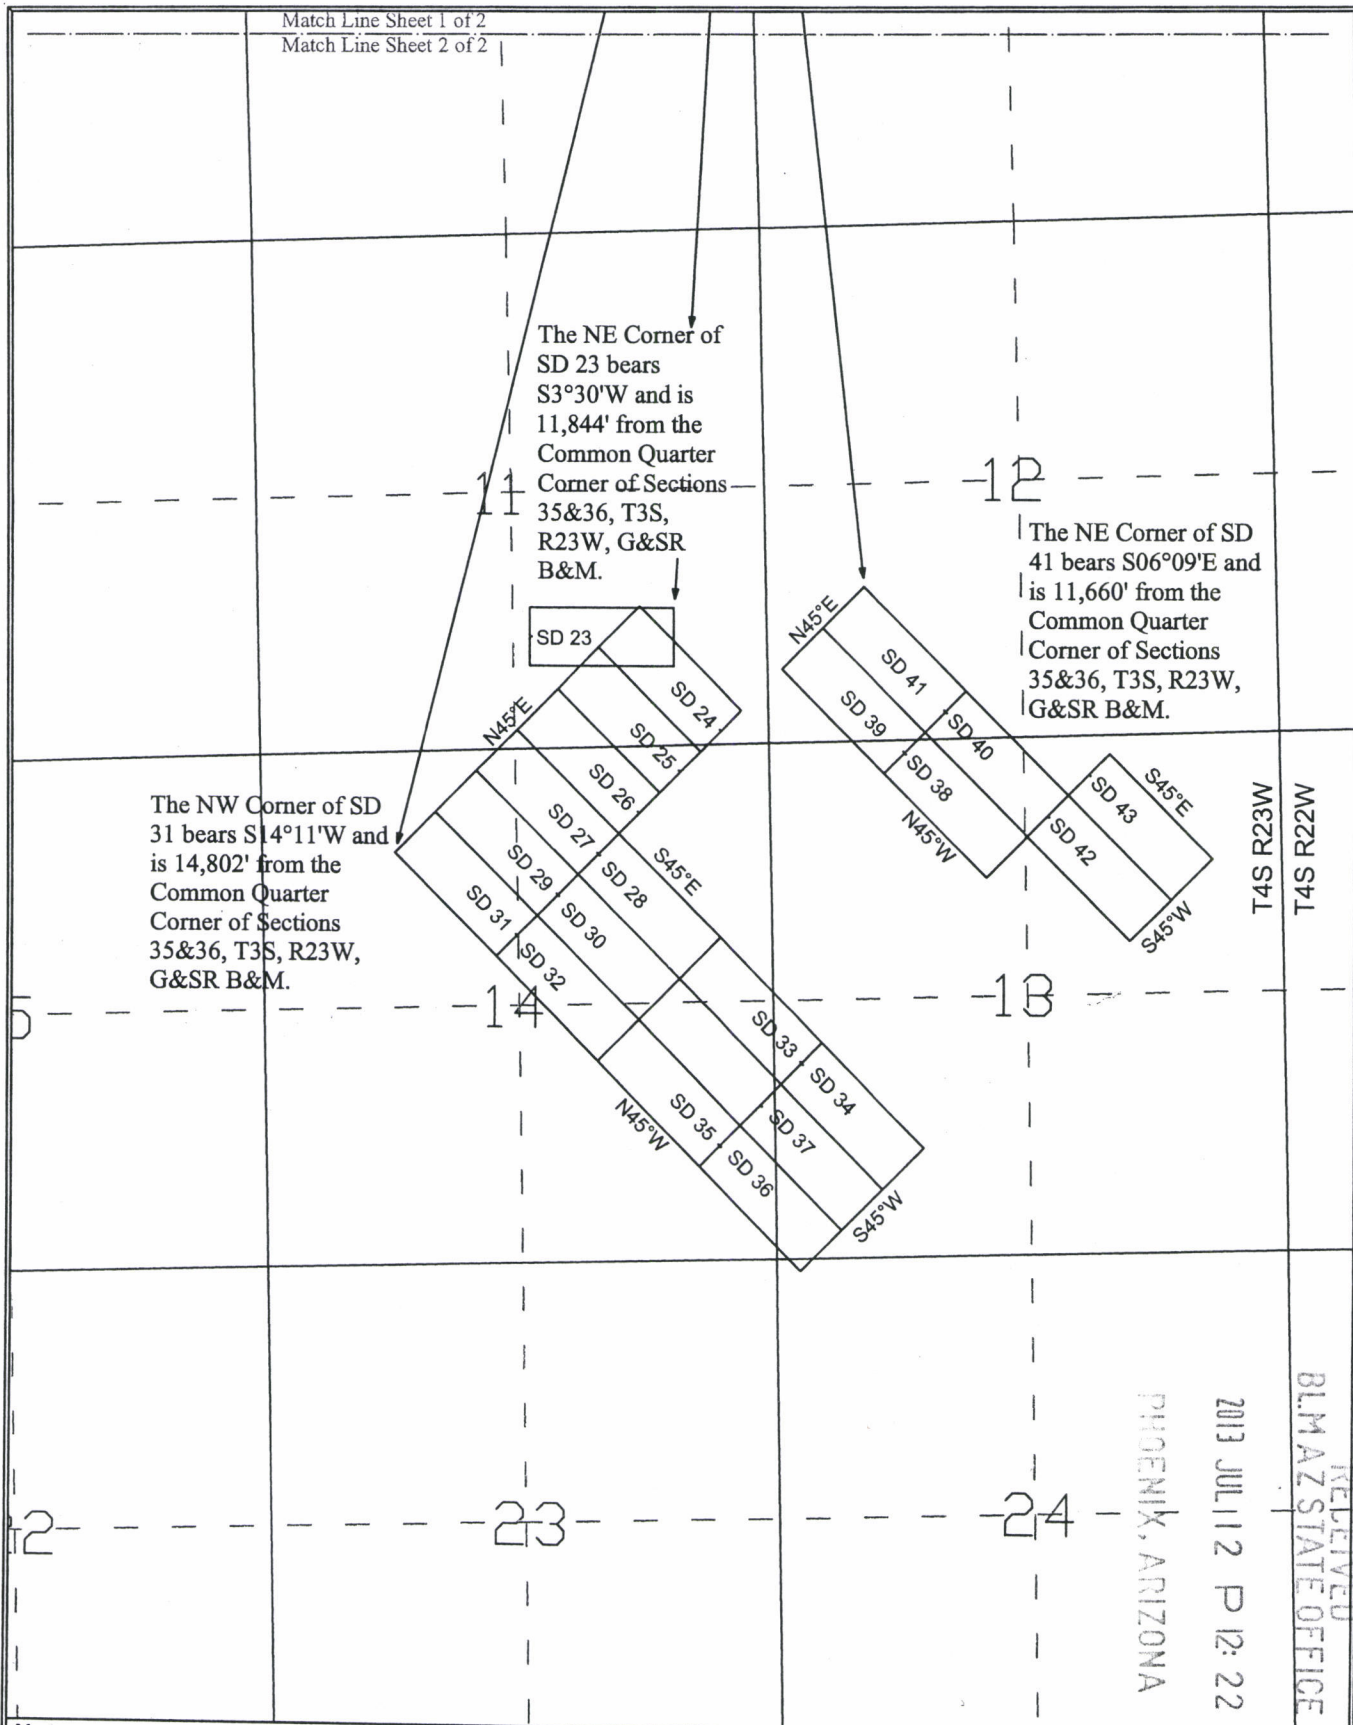 Match Line Sheet 1 of 2
Match Line Sheet 2 of 2
The NE Corner of
SD 23 bears
S3°30'W and is
11,844' from the
Common Quarter
Corner of Sections
35&36, T3S,
R23W, G&SR
B&M.
11
12
The NE Corner of SD
41 bears S06°09'E and
is 11,660' from the
Common Quarter
Corner of Sections
35&36, T3S, R23W,
G&SR B&M.
SD 23
N45°E
SD 24
SD 25
SD 26
SD 27
SD 28
SD 29
SD 30
SD 31
SD 32
S45°E
N45°E
SD 41
SD 39
SD 40
SD 38
N45°W
SD 43
SD 42
S45°E
S45°W
The NW Corner of SD
31 bears S14°11'W and
is 14,802' from the
Common Quarter
Corner of Sections
35&36, T3S, R23W,
G&SR B&M.
T4S R23W
T4S R22W
14
13
SD 33
SD 34
SD 35
SD 37
SD 36
N45°W
S45°W
23
24
RECEIVED
BLM AZ STATE OFFICE
2013 JUL 12 P 12:22
PHOENIX, ARIZONA